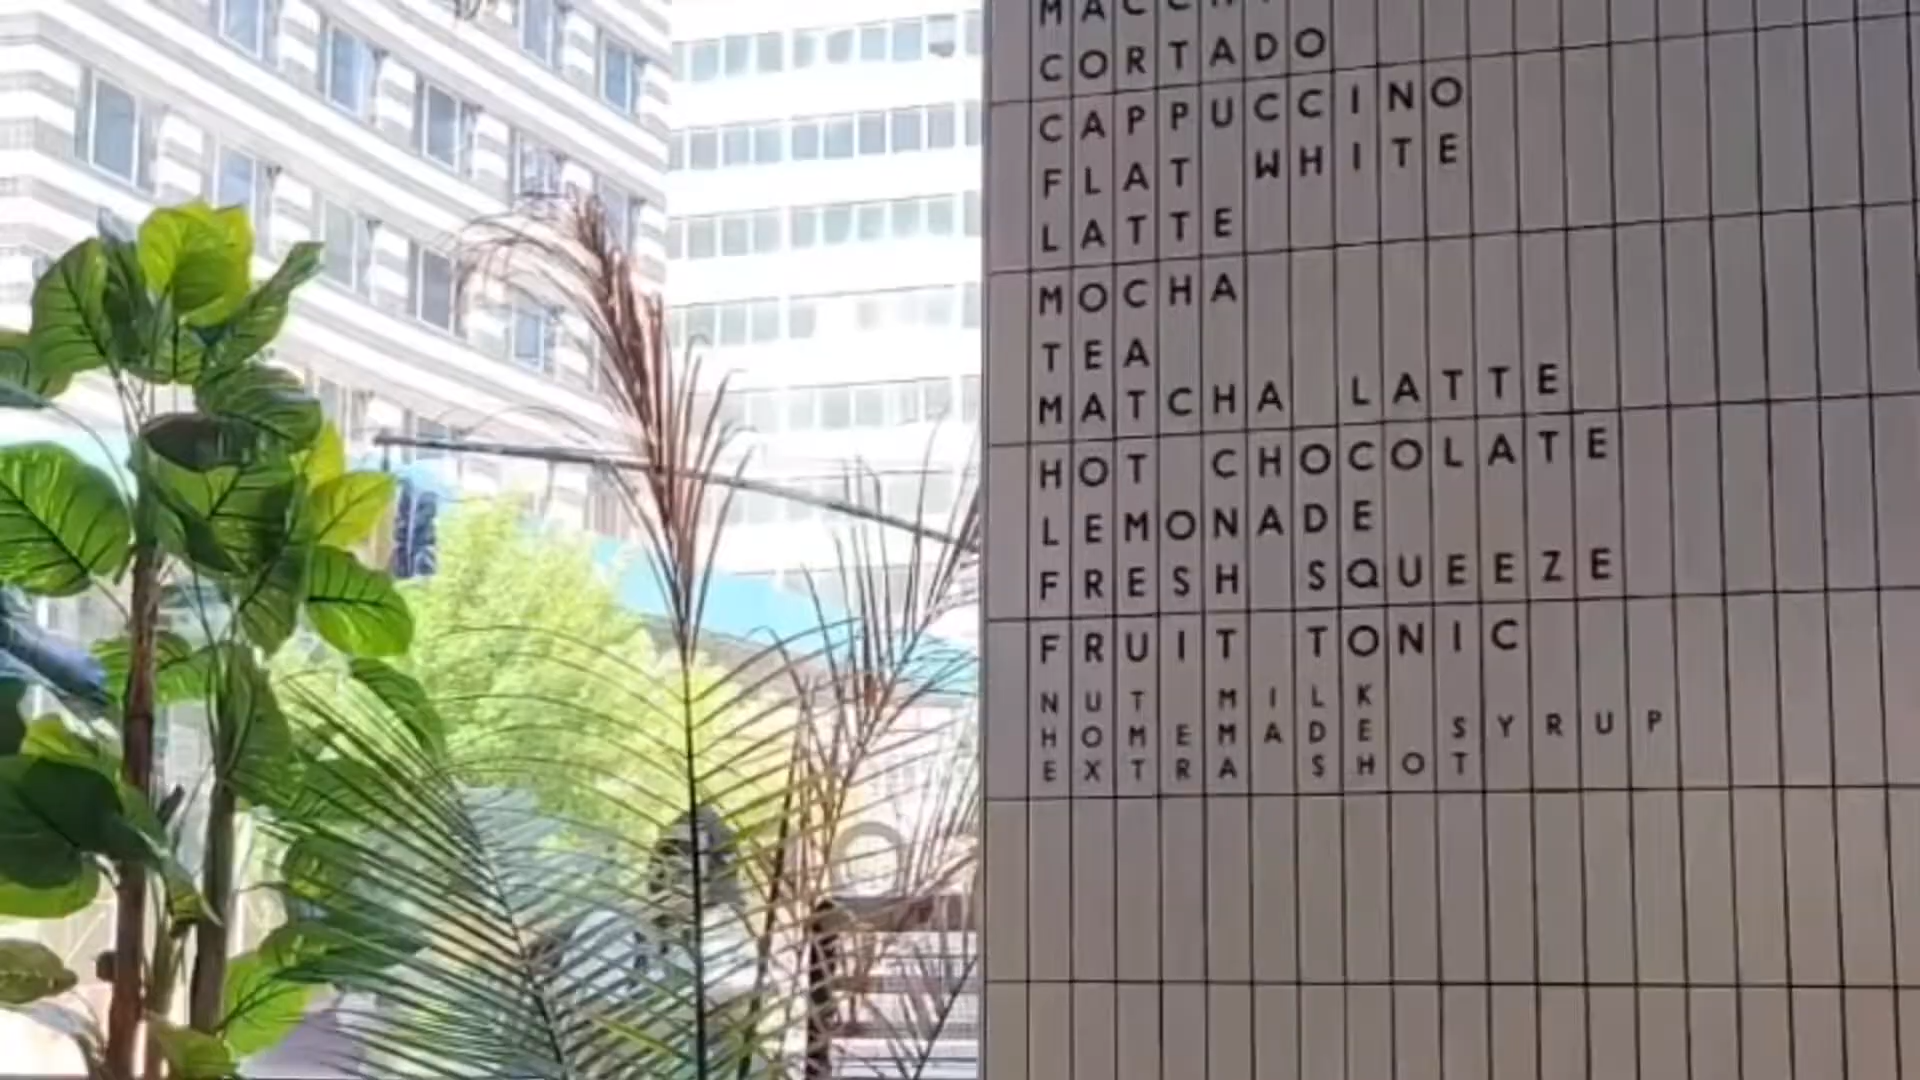 CORTADO
CAPPUCCINO
FLAT WHITE
LATTE
MOCHA
TEA
MATCHA LATTE
HOT CHOCOLATE
LEMONADE
FRESH SQUEEZE
FRUIT TONIC
NUT MILK
HOMEMADE SYRUP
EXTRA SHOT